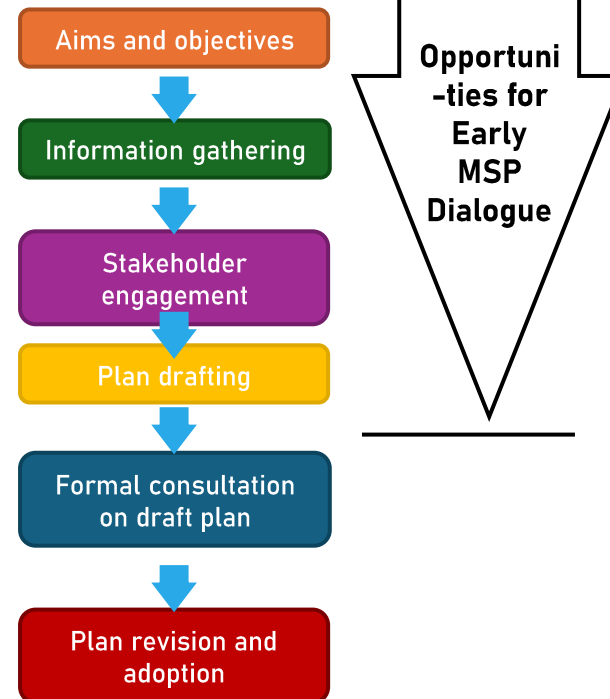 Aims and objectives
Information gathering
Stakeholder
engagement
Plan drafting
Formal consultation
on draft plan
Plan revision and
adoption
Opportuni
-ties for
Early
MSP
Dialogue